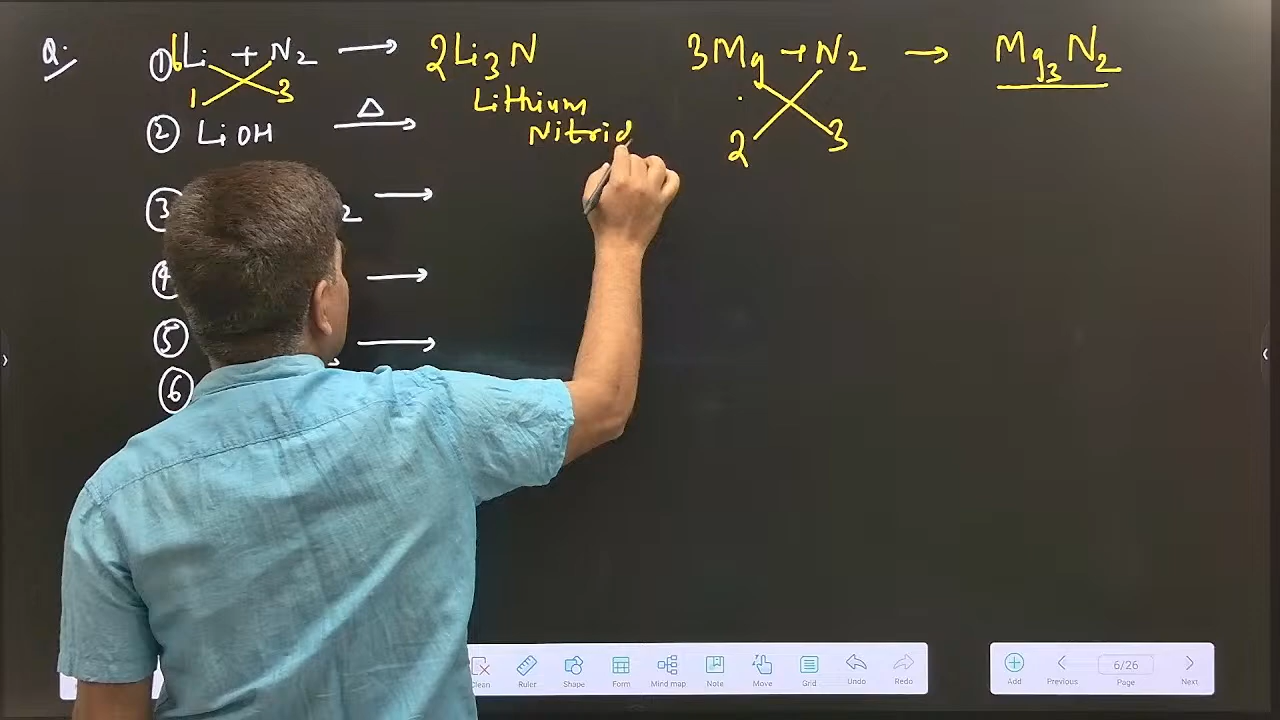 Q.
① 6Li + N2 → 2Li3N 3Mg + N2 → Mg3N2
1 3 Lithium
② LiOH Δ → Nitrid 2 3
③ 2 →
④ →
⑤ →
⑥
Clean Ruler Shape Form Mind map Note Move Grid Undo Redo Add Previous Page Next
6/26